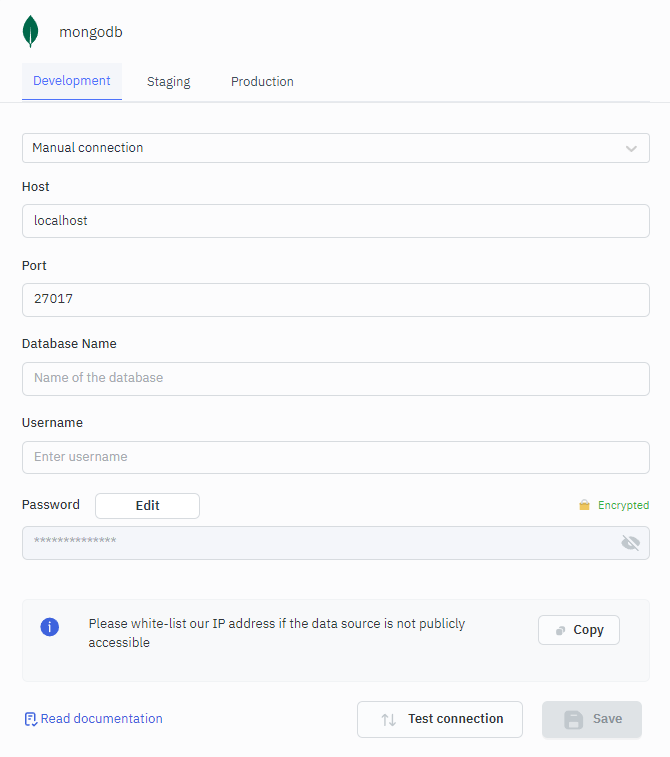 mongodb
Development Staging Production
Manual connection
Host
localhost
Port
27017
Database Name
Name of the database
Username
Enter username
Password Edit Encrypted
**************
Please white-list our IP address if the data source is not publicly
accessible
Copy
Read documentation Test connection Save